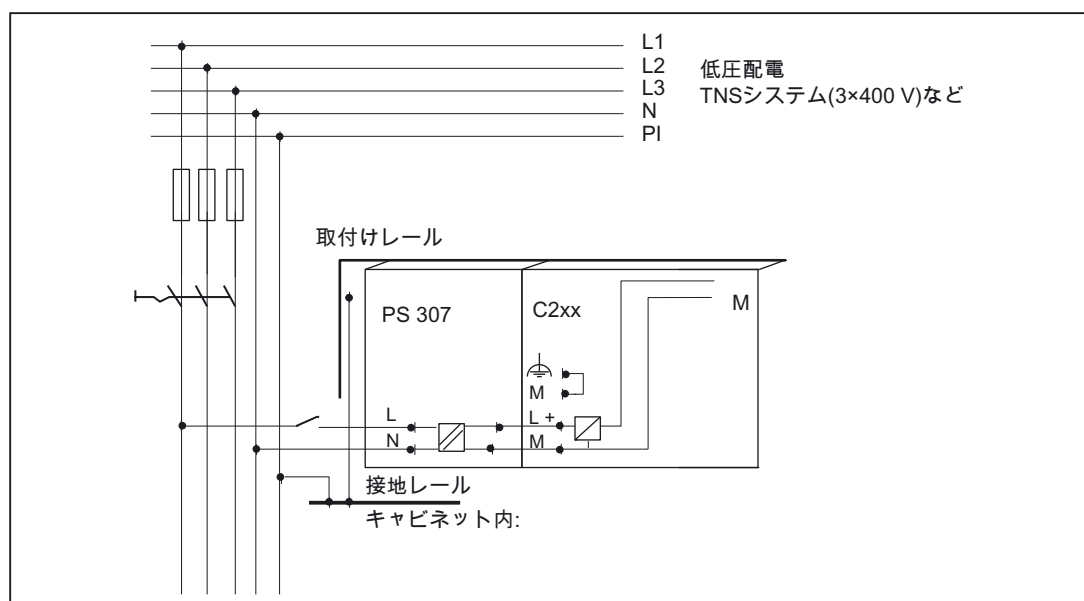 L1
L2
L3
N
PI
低圧配電
TNSシステム(3×400 V)など
取付けレール
PS 307
C2xx
M
M
L
L +
N
M
接地レール
キャビネット内: